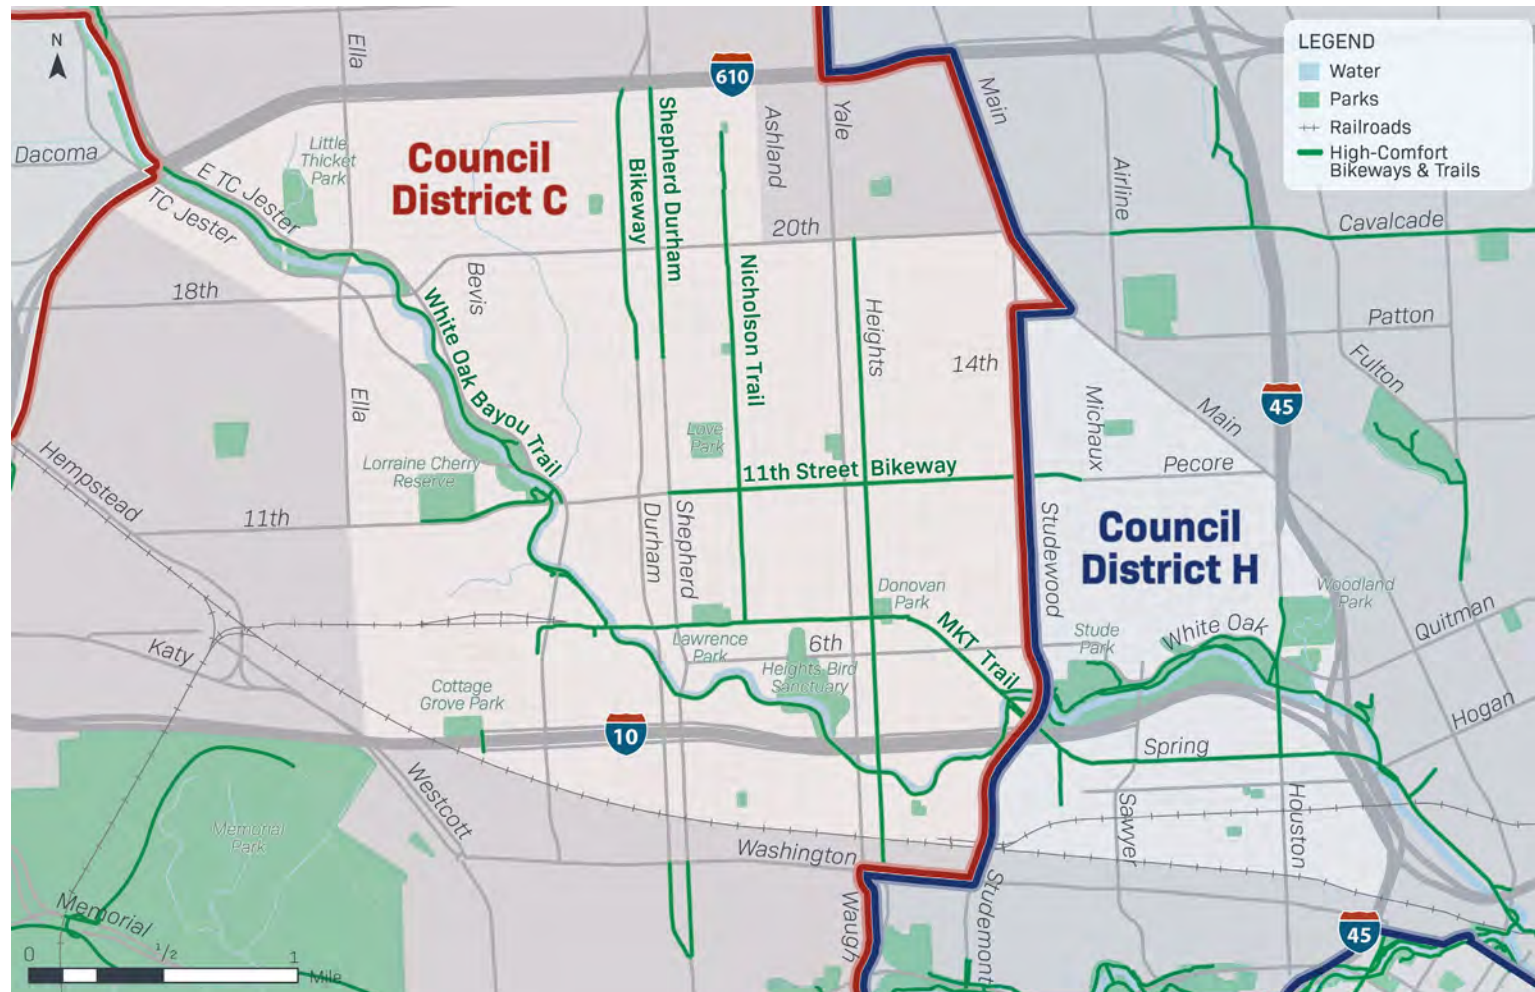 N
Ella
610
Main
LEGEND
Water
Parks
Railroads
High-Comfort
Bikeways & Trails
Dacoma
Little
Thicket
Park
Council
District C
Shepherd Durham
Bikeway
Ashland
Yale
Airline
E TC Jester
TC Jester
20th
Cavalcade
18th
Bevis
White Oak Bayou Trail
Nicholson Trail
Heights
14th
Patton
Fulton
Ella
Michaux
Main
45
Love
Park
Hempstead
Lorraine Cherry
Reserve
11th Street Bikeway
Pecore
11th
Durham
Shepherd
Studewood
Council
District H
Donovan
Park
Woodland
Park
MKT Trail
Stude
Park
White Oak
Quitman
Katy
Lawrence
Park
6th
Heights Bird
Sanctuary
Cottage
Grove Park
10
Hogan
Spring
Westcott
Sawyer
Houston
Memorial
Park
Washington
Memorial
Waugh
Studemont
45
0
1/2
1
Mile